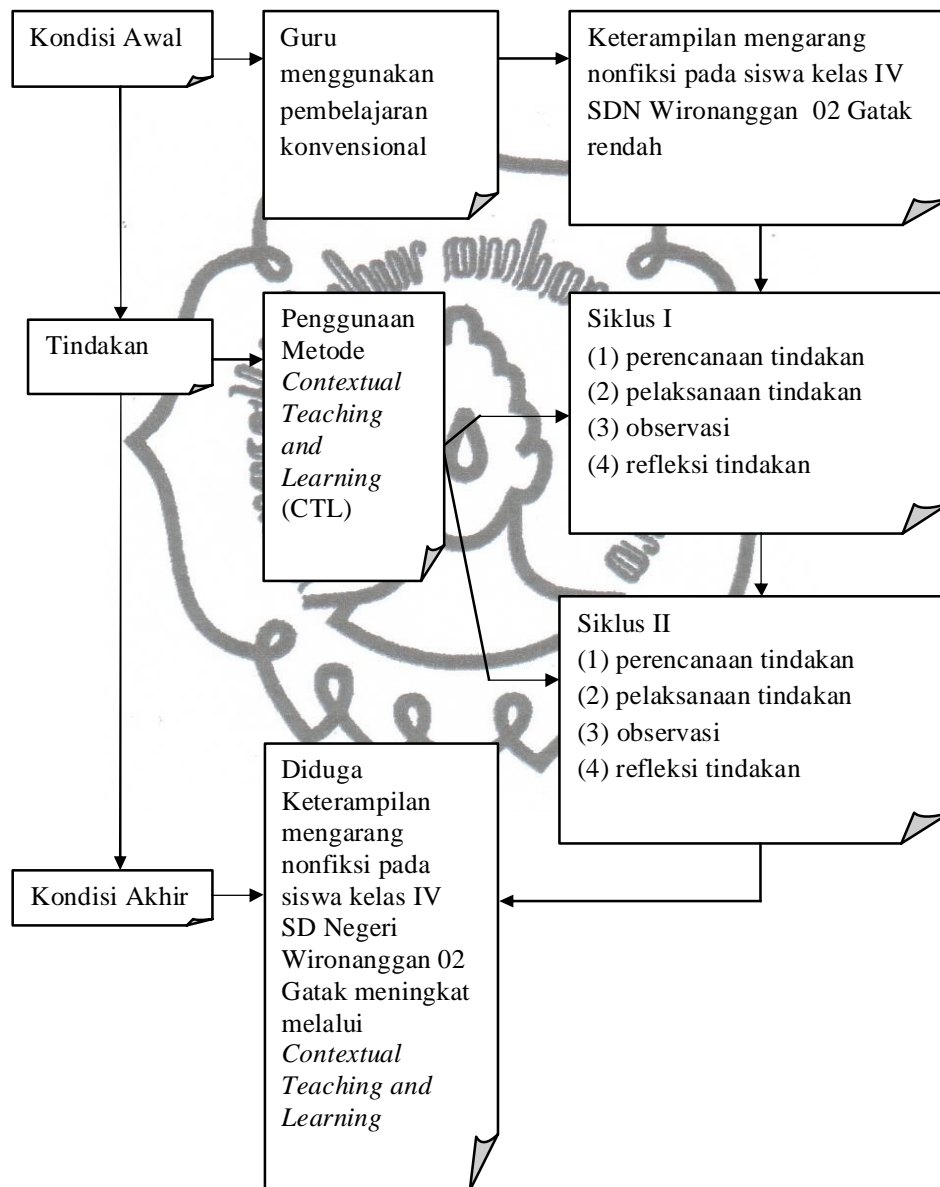 Kondisi Awal
Guru
menggunakan
pembelajaran
konvensional
Keterampilan mengarang
nonfiksi pada siswa kelas IV
SDN Wironanggan 02 Gatak
rendah
Tindakan
Penggunaan
Metode
Contextual
Teaching
and
Learning
(CTL)
Siklus I
(1) perencanaan tindakan
(2) pelaksanaan tindakan
(3) observasi
(4) refleksi tindakan
Siklus II
(1) perencanaan tindakan
(2) pelaksanaan tindakan
(3) observasi
(4) refleksi tindakan
Kondisi Akhir
Diduga
Keterampilan
mengarang
nonfiksi pada
siswa kelas IV
SD Negeri
Wironanggan 02
Gatak meningkat
melalui
Contextual
Teaching and
Learning